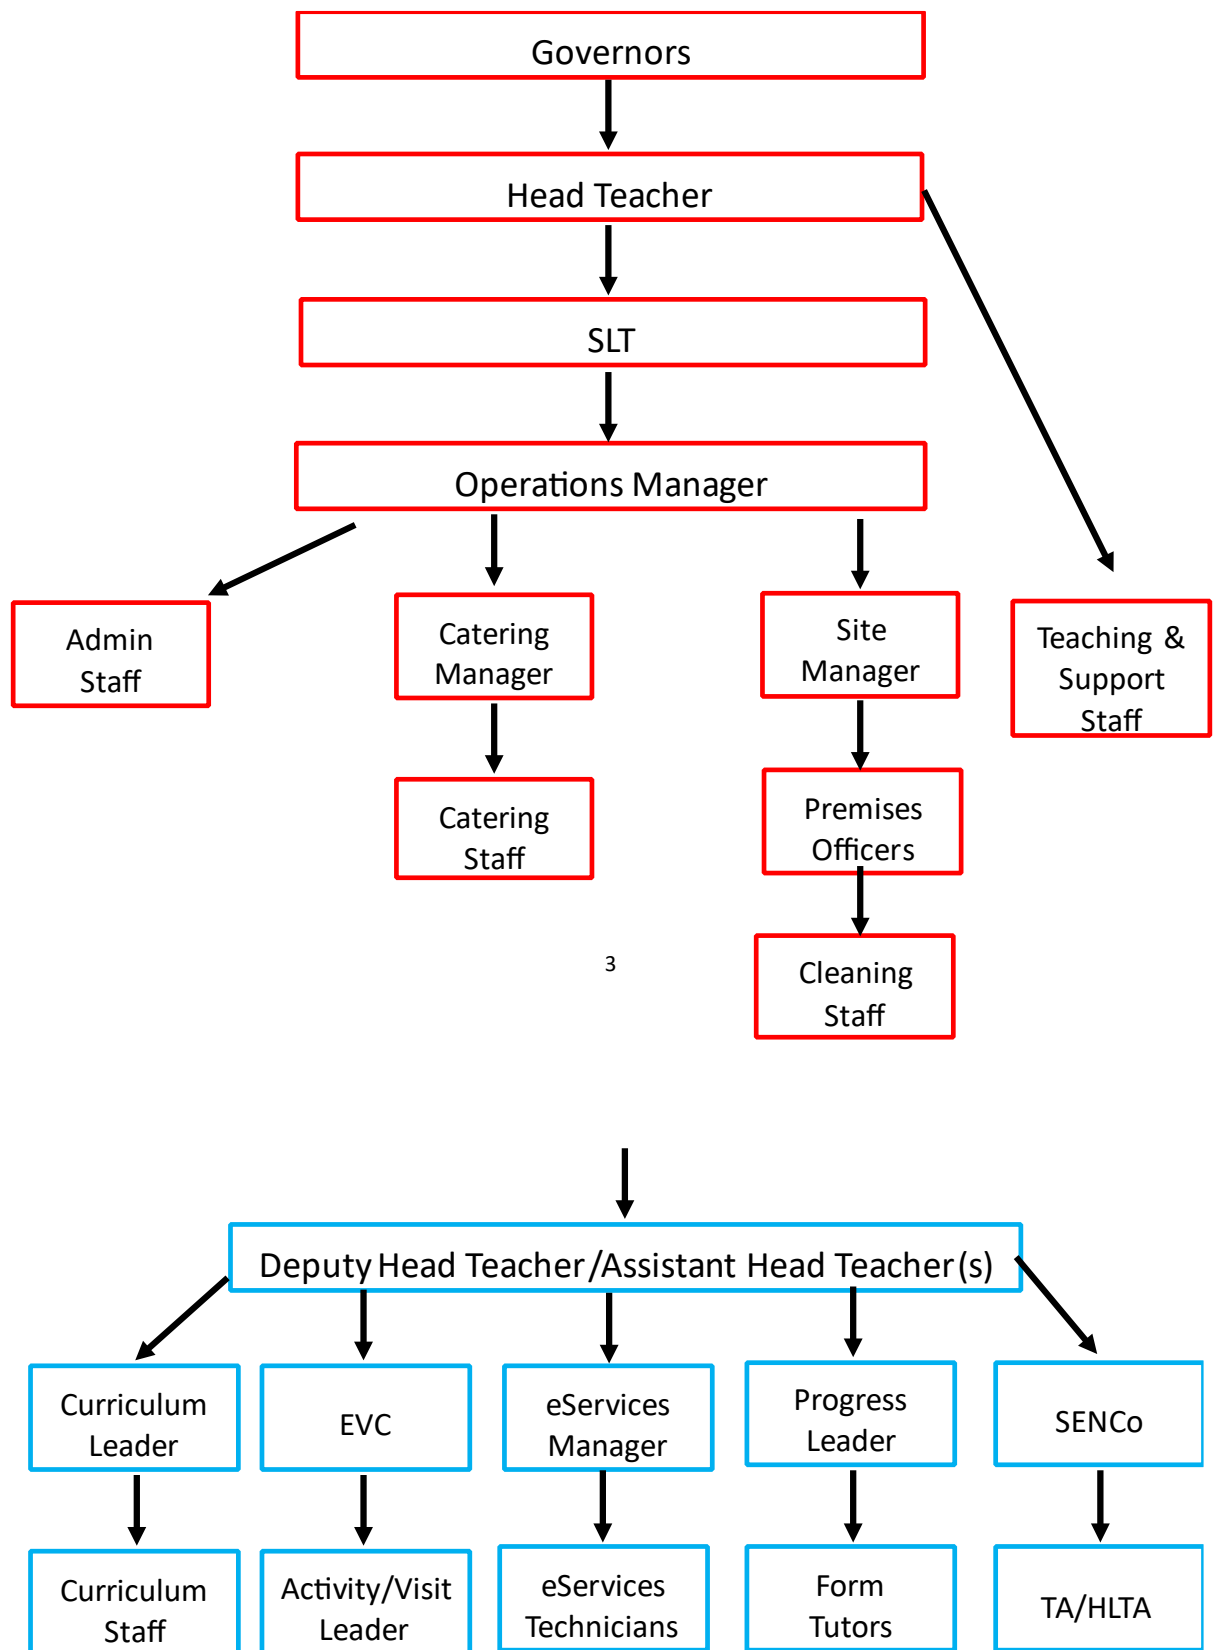 Governors
Head Teacher
SLT
Operations Manager
Admin
Staff
Catering
Manager
Site
Manager
Teaching &
Support
Staff
Catering
Staff
Premises
Officers
3
Cleaning
Staff
Deputy Head Teacher/Assistant Head Teacher(s)
Curriculum
Leader
EVC
eServices
Manager
Progress
Leader
SENCo
Curriculum
Staff
Activity/Visit
Leader
eServices
Technicians
Form
Tutors
TA/HLTA